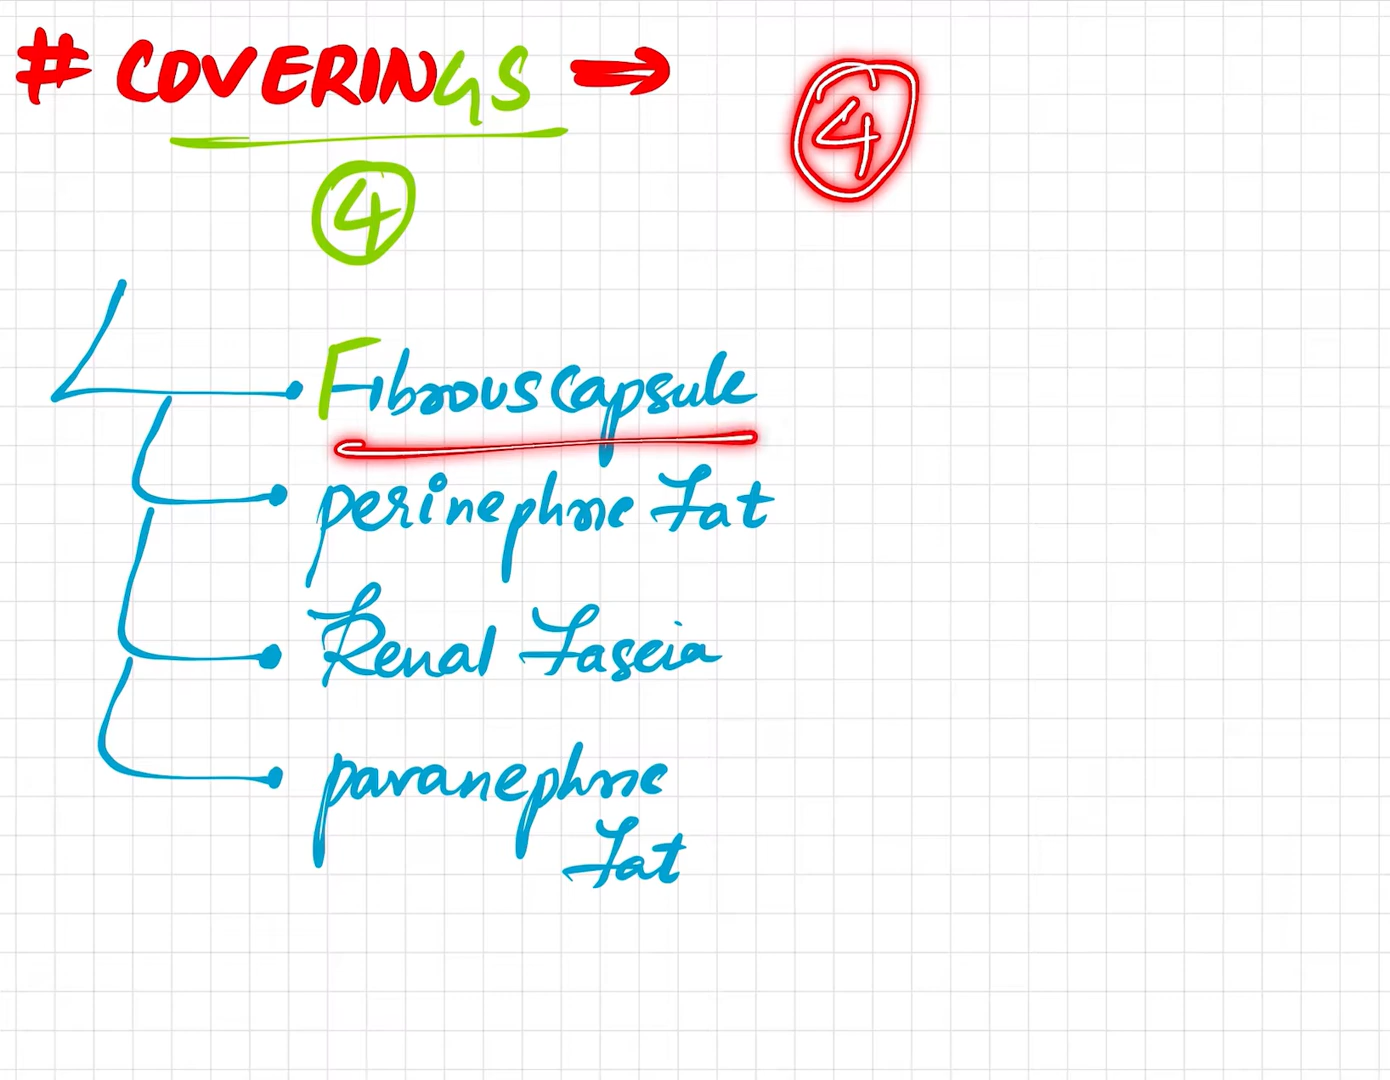 # COVERINGS → 4
4
Fibrous capsule
perinephric Fat
Renal Fascia
paranephric
Fat